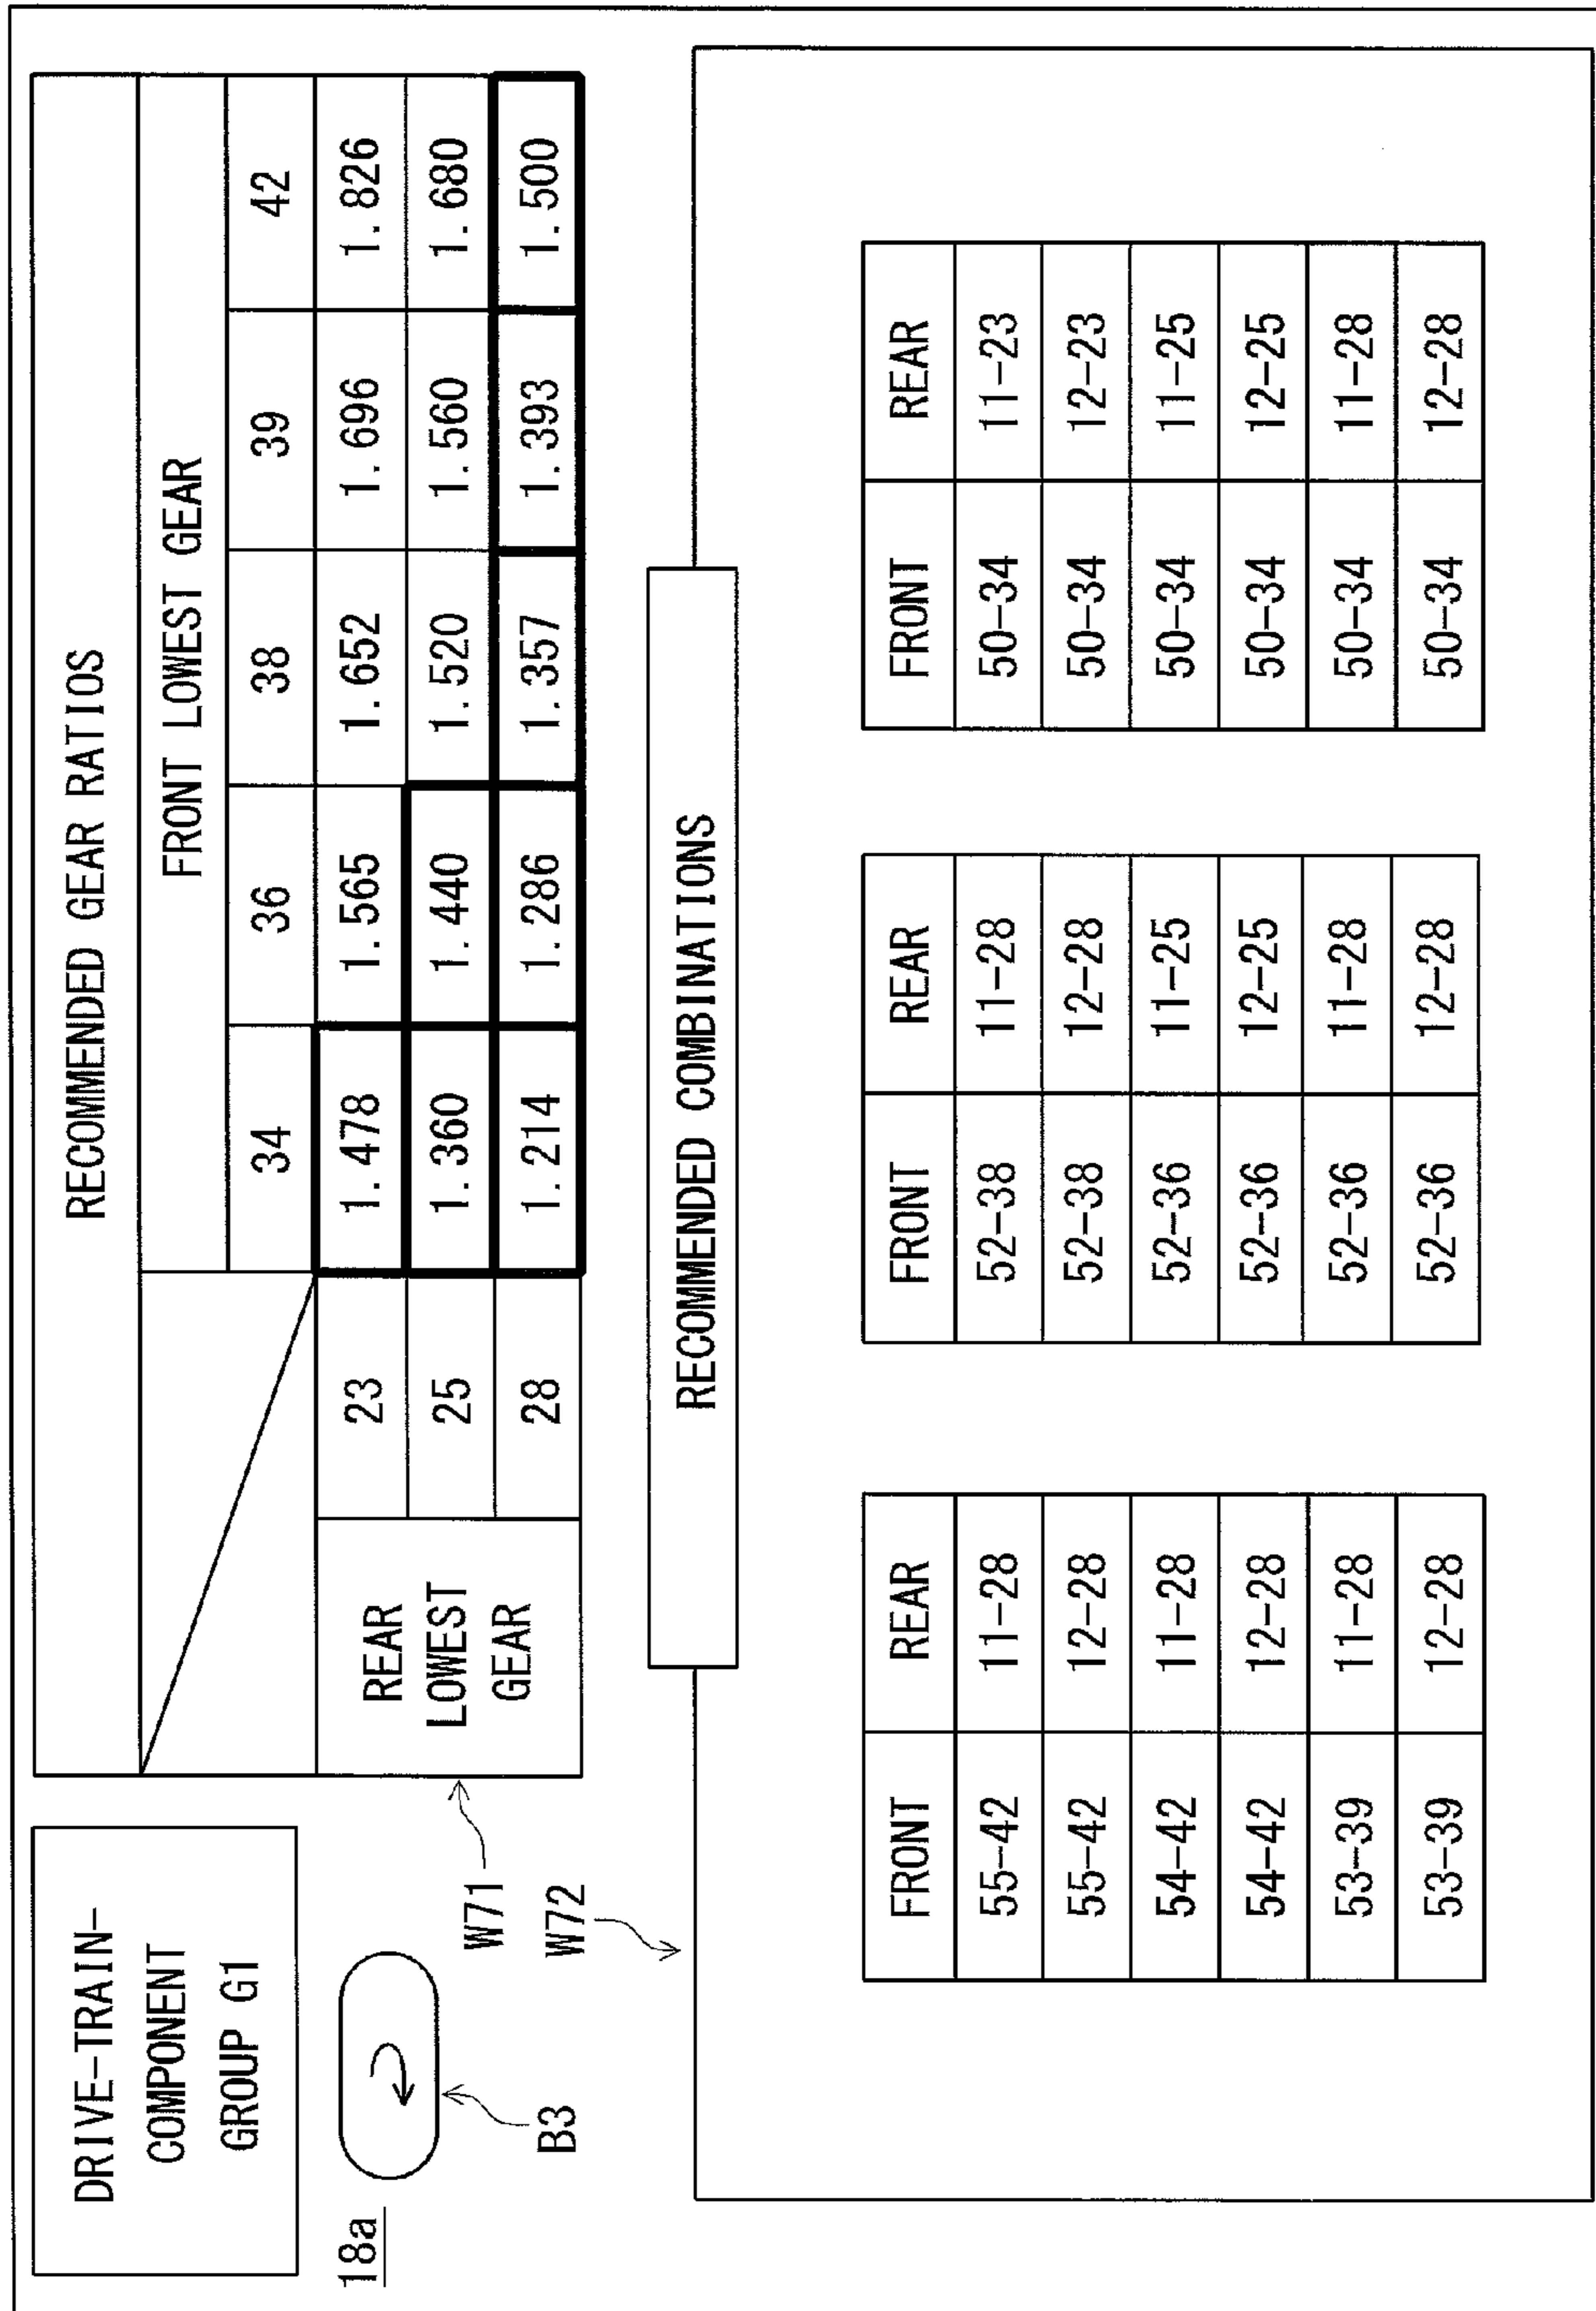 DRIVE-TRAIN-
COMPONENT
GROUP G1
18a
B3
W71
W72
RECOMMENDED GEAR RATIOS
FRONT LOWEST GEAR
34 36 38 39 42
REAR
LOWEST
GEAR
23 1.478 1.565 1.652 1.696 1.826
25 1.360 1.440 1.520 1.560 1.680
28 1.214 1.286 1.357 1.393 1.500
RECOMMENDED COMBINATIONS
FRONT REAR
55-42 11-28
55-42 12-28
54-42 11-28
54-42 12-28
53-39 11-28
53-39 12-28
FRONT REAR
52-38 11-28
52-38 12-28
52-36 11-25
52-36 12-25
52-36 11-28
52-36 12-28
FRONT REAR
50-34 11-23
50-34 12-23
50-34 11-25
50-34 12-25
50-34 11-28
50-34 12-28